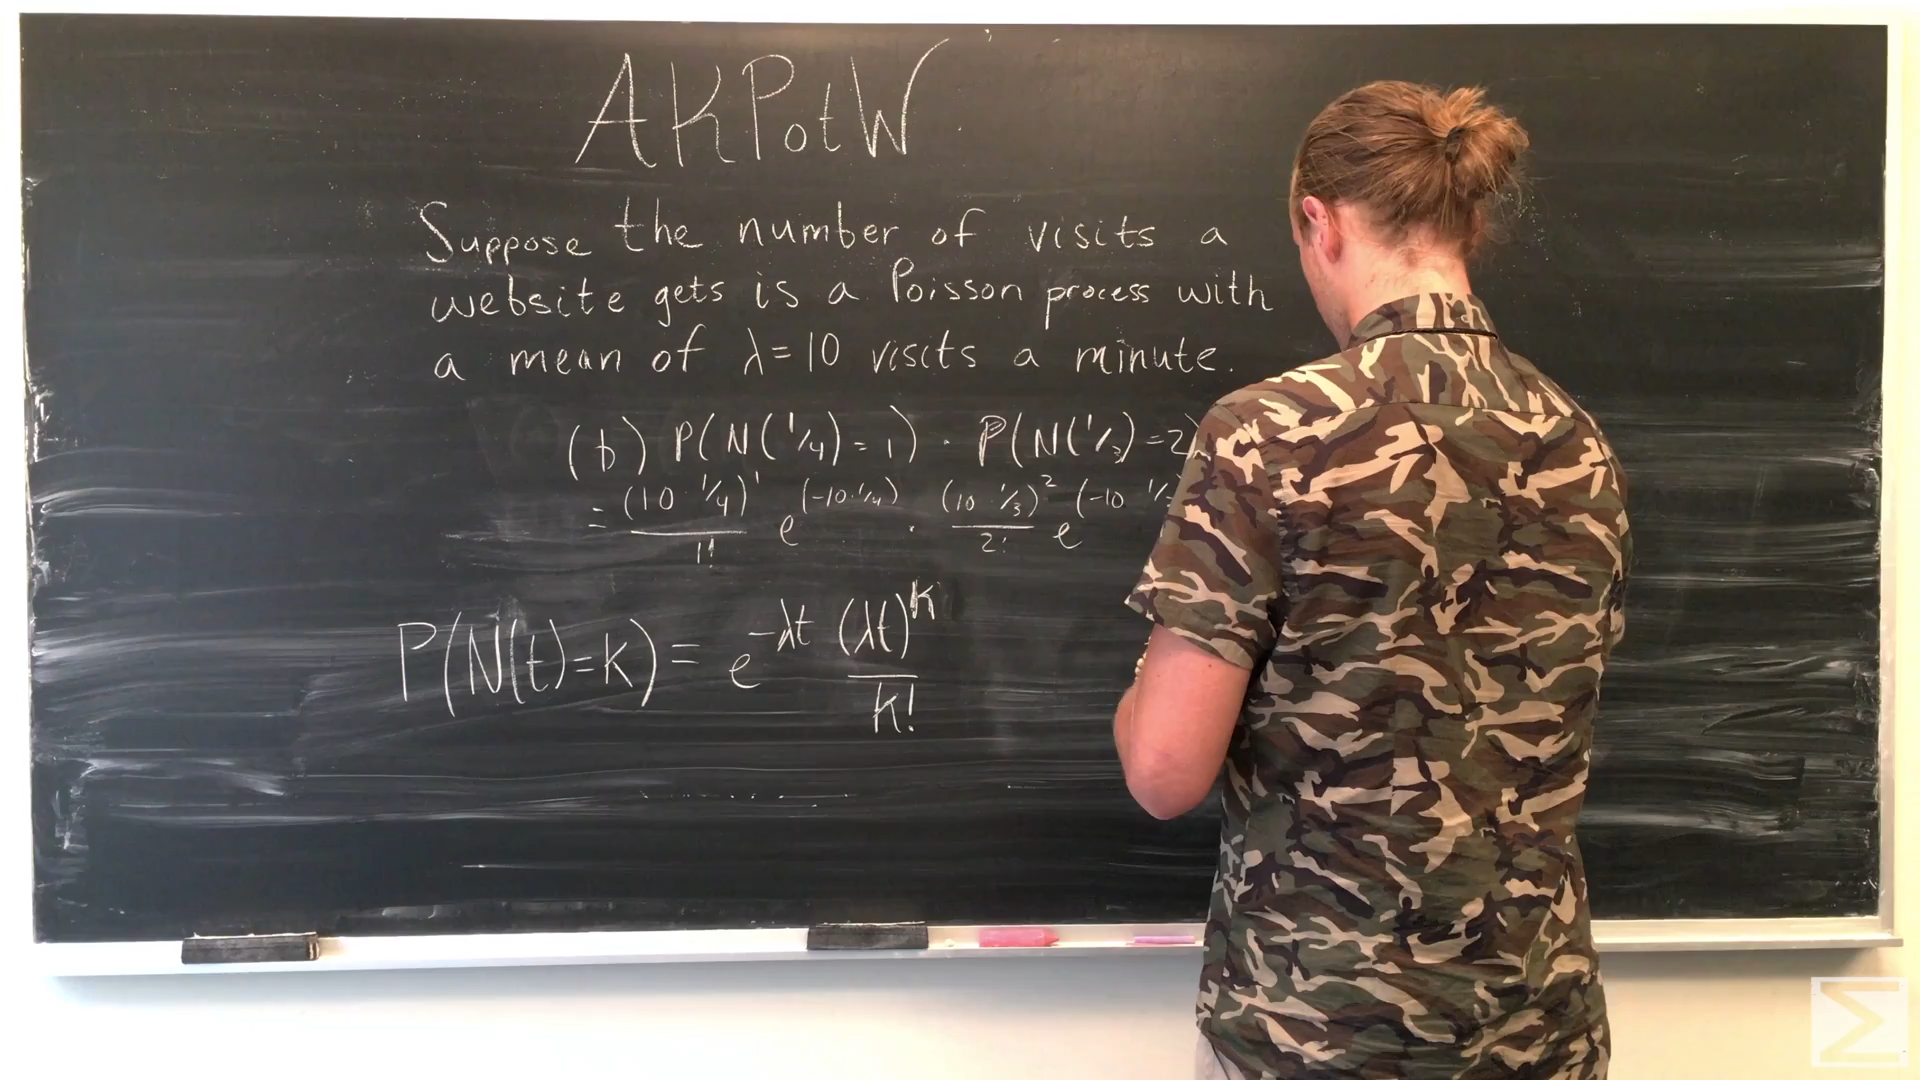 AKPotW
Suppose the number of visits a
website gets is a Poisson process with
a mean of λ=10 visits a minute.
(b) P(N(1/4)=1) · P(N(1/3)=2)
= (10·1/4)^1 / 1! e^(-10·1/4) · (10·1/3)^2 / 2! e^(-10·1/
P(N(t)=k) = e^-λt (λt)^k / k!
Σ